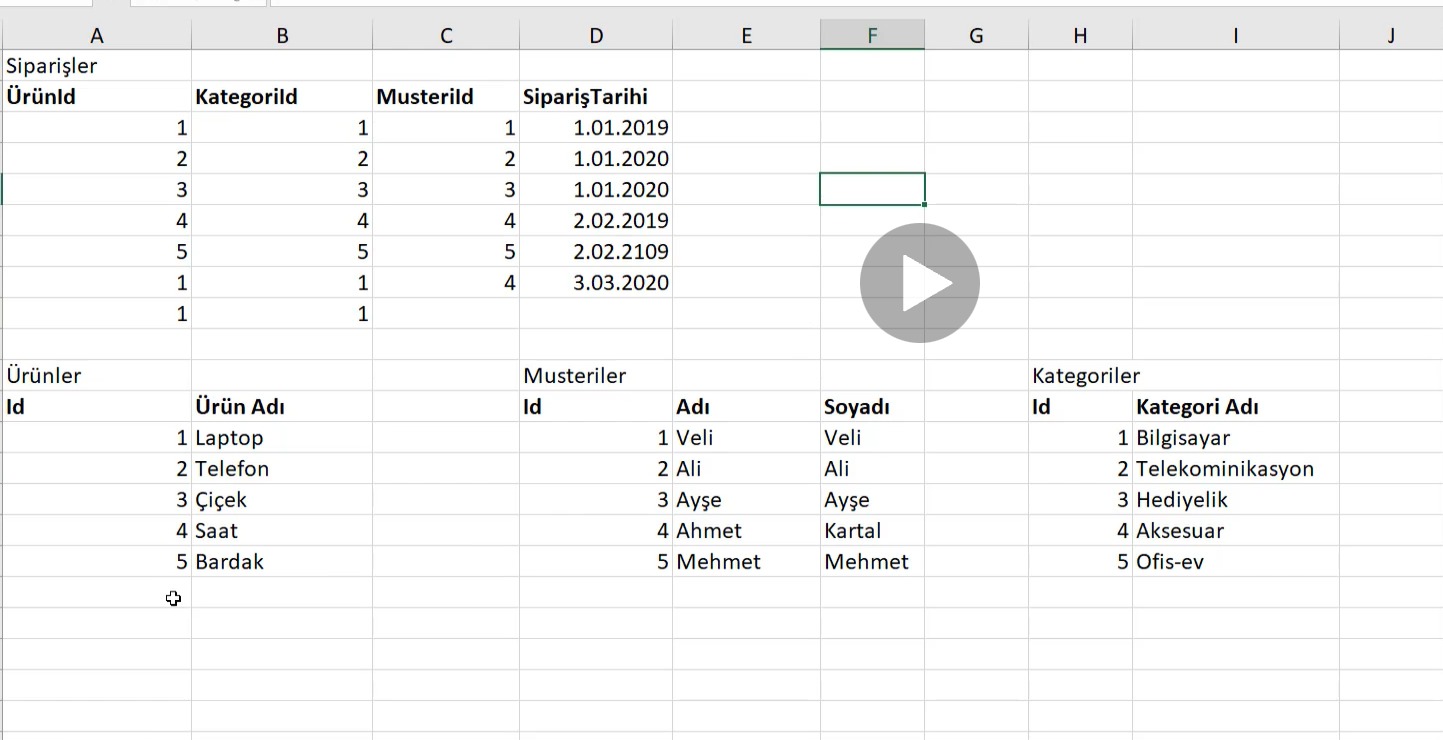 A B C D E F G H I J
Siparişler
ÜrünId KategoriId MusteriId SiparişTarihi
1 1 1 1.01.2019
2 2 2 1.01.2020
3 3 3 1.01.2020
4 4 4 2.02.2019
5 5 5 2.02.2109
1 1 4 3.03.2020
1 1
Ürünler Musteriler Kategoriler
Id Ürün Adı Id Adı Soyadı Id Kategori Adı
1 Laptop 1 Veli Veli 1 Bilgisayar
2 Telefon 2 Ali Ali 2 Telekominikasyon
3 Çiçek 3 Ayşe Ayşe 3 Hediyelik
4 Saat 4 Ahmet Kartal 4 Aksesuar
5 Bardak 5 Mehmet Mehmet 5 Ofis-ev